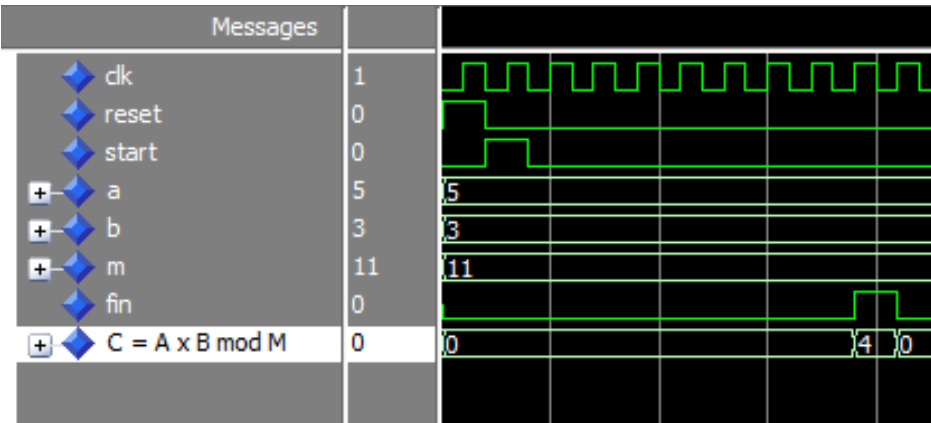 Messages
clk 1
reset 0
start 0
a 5 5
b 3 3
m 11 11
fin 0
C = A x B mod M 0 0 4 0